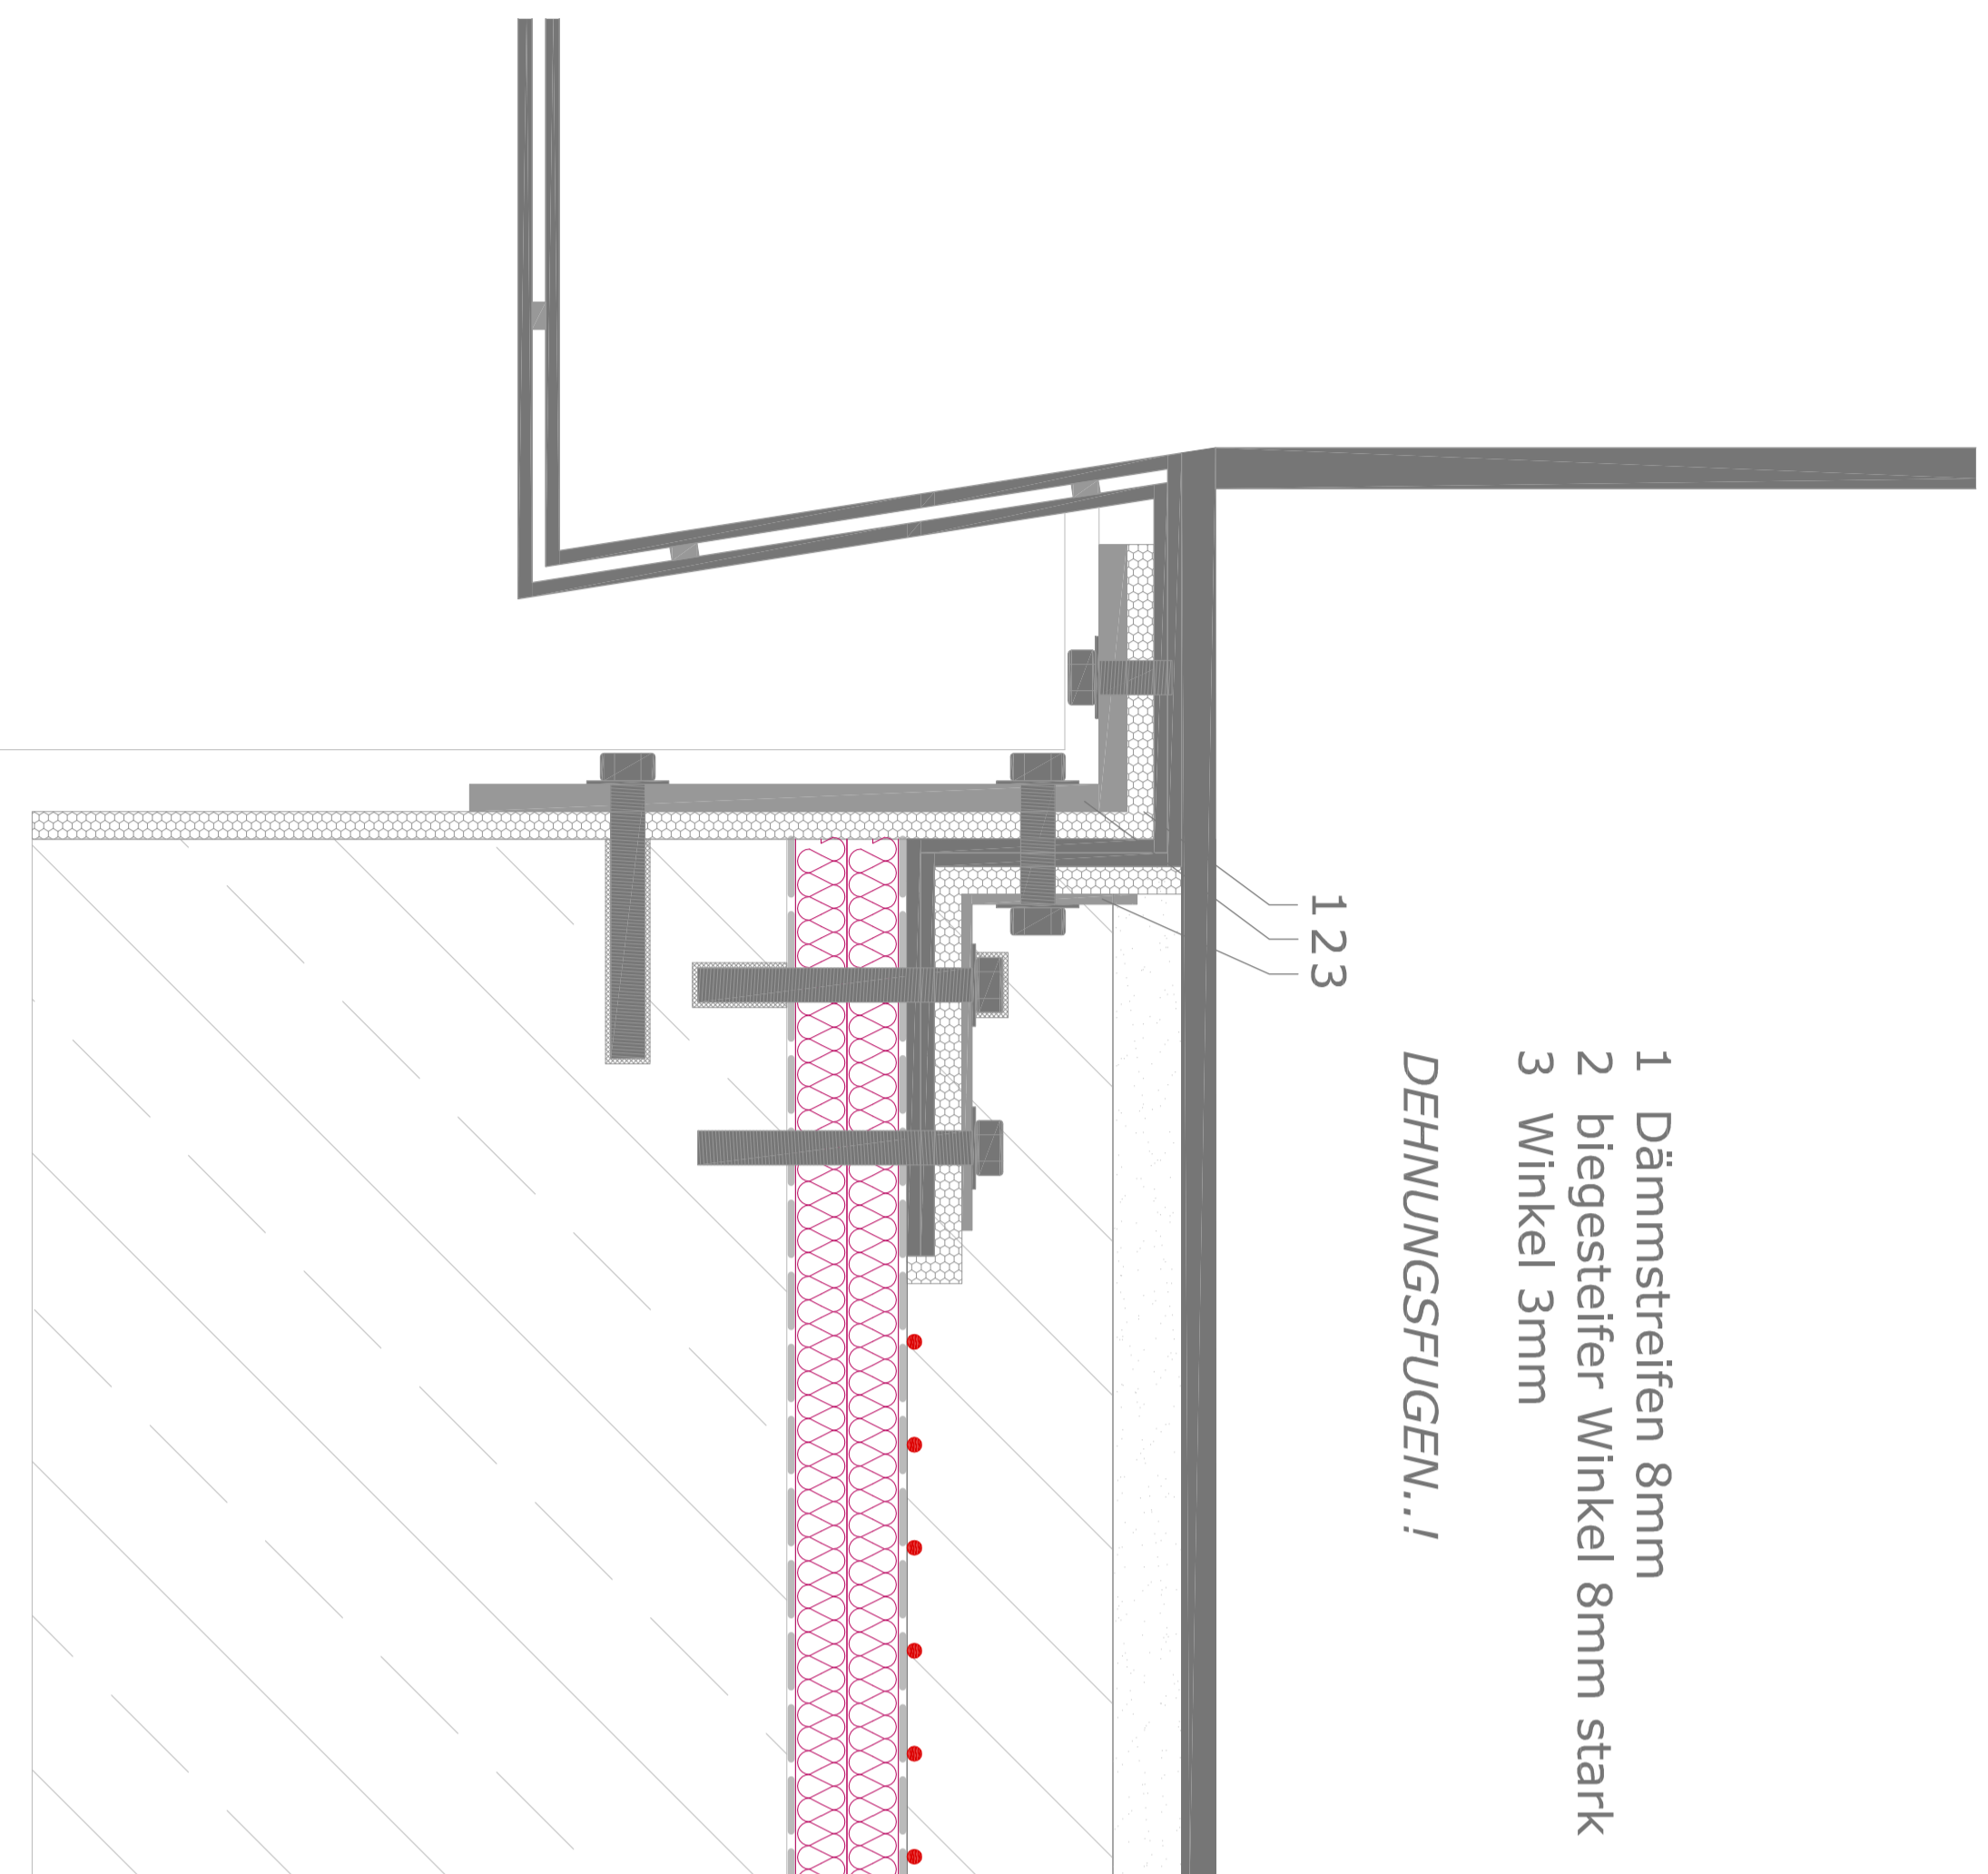 1 Dämmstreifen 8mm
2 biegesteifer Winkel 8mm stark
3 Winkel 3mm
DEHNUNGSFUGEN..!
1
2
3